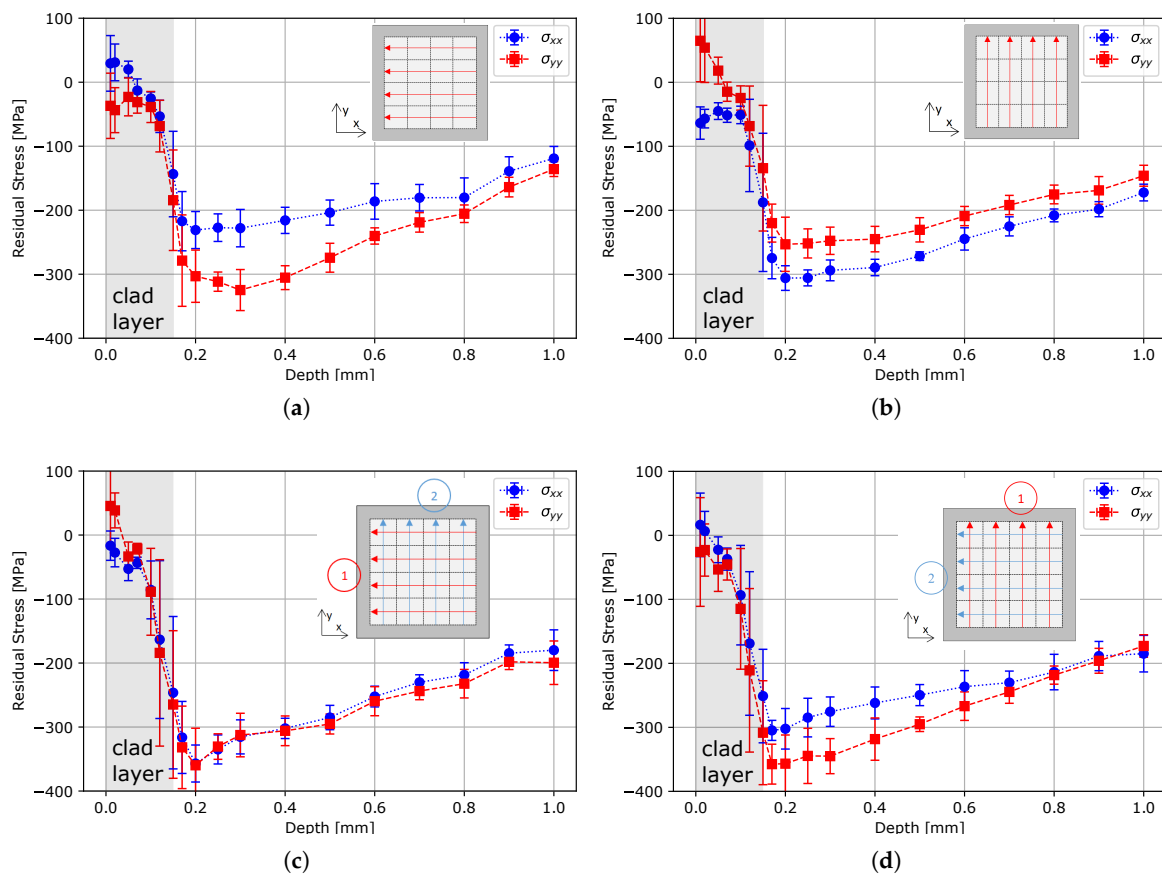 100
0
−100
−200
−300
−400
Residual Stress [MPa]
σxx
σyy
y
x
clad
layer
0.0 0.2 0.4 0.6 0.8 1.0
Depth [mm]
(a)
100
0
−100
−200
−300
−400
Residual Stress [MPa]
σxx
σyy
y
x
clad
layer
0.0 0.2 0.4 0.6 0.8 1.0
Depth [mm]
(b)
100
0
−100
−200
−300
−400
Residual Stress [MPa]
σxx
σyy
2
1
y
x
clad
layer
0.0 0.2 0.4 0.6 0.8 1.0
Depth [mm]
(c)
100
0
−100
−200
−300
−400
Residual Stress [MPa]
σxx
σyy
1
2
y
x
clad
layer
0.0 0.2 0.4 0.6 0.8 1.0
Depth [mm]
(d)